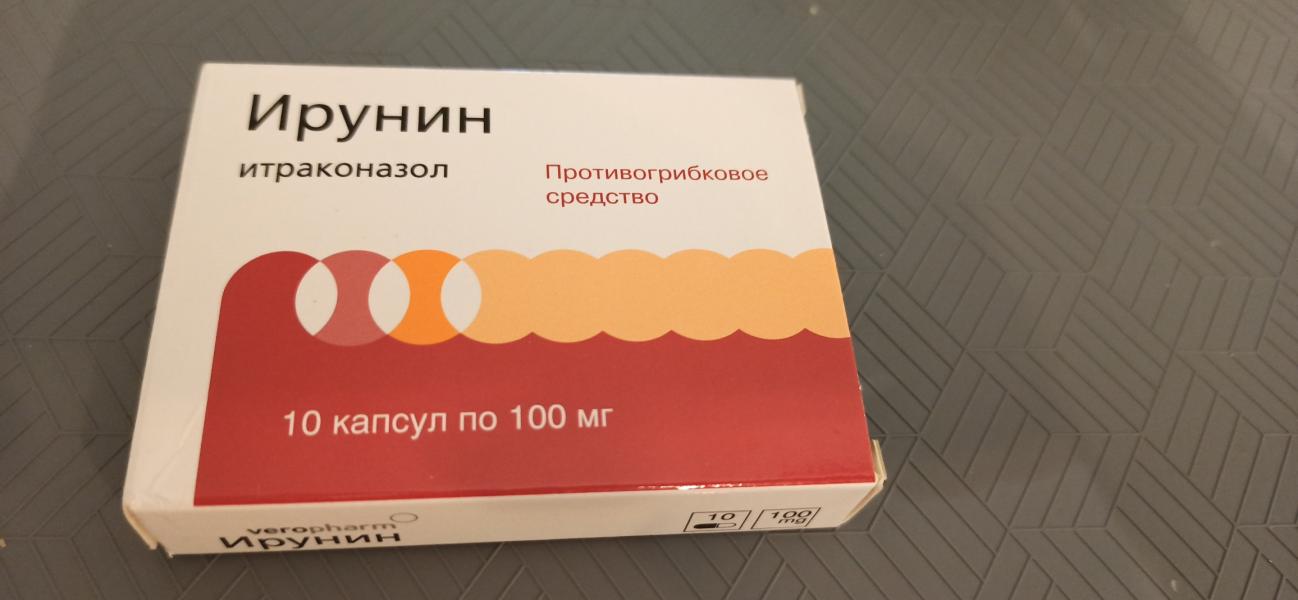 Ирунин
итраконазол
Противогрибковое
средство
10 капсул по 100 мг
veropharm
Ирунин
10
100
mg